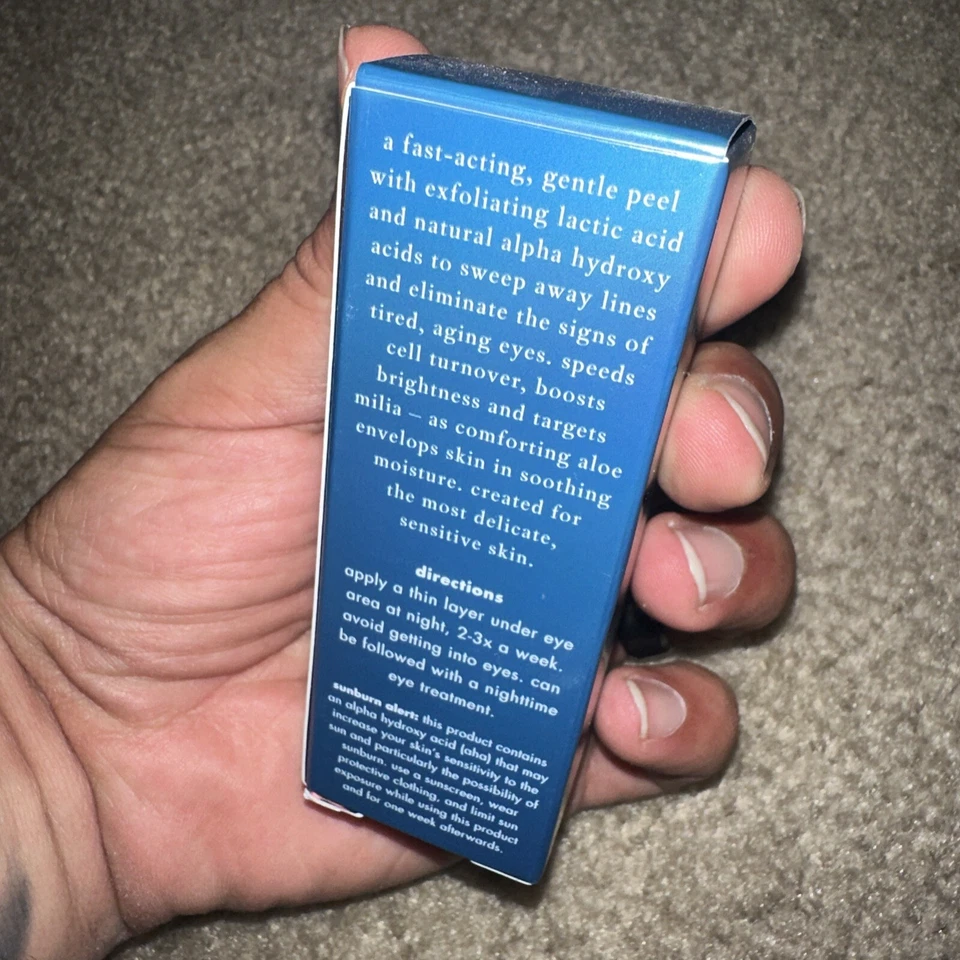 a fast-acting, gentle peel
with exfoliating lactic acid
and natural alpha hydroxy
acids to sweep away lines
and eliminate the signs of
tired, aging eyes. speeds
cell turnover, boosts
brightness and targets
milia – as comforting aloe
envelops skin in soothing
moisture. created for
the most delicate,
sensitive skin.
directions
apply a thin layer under eye
area at night, 2-3x a week.
avoid getting into eyes. can
be followed with a nighttime
eye treatment.
sunburn alert: this product contains
an alpha hydroxy acid (aha) that may
increase your skin's sensitivity to the
sun and particularly the possibility of
sunburn. use a sunscreen, wear
protective clothing, and limit sun
exposure while using this product
and for one week afterwards.